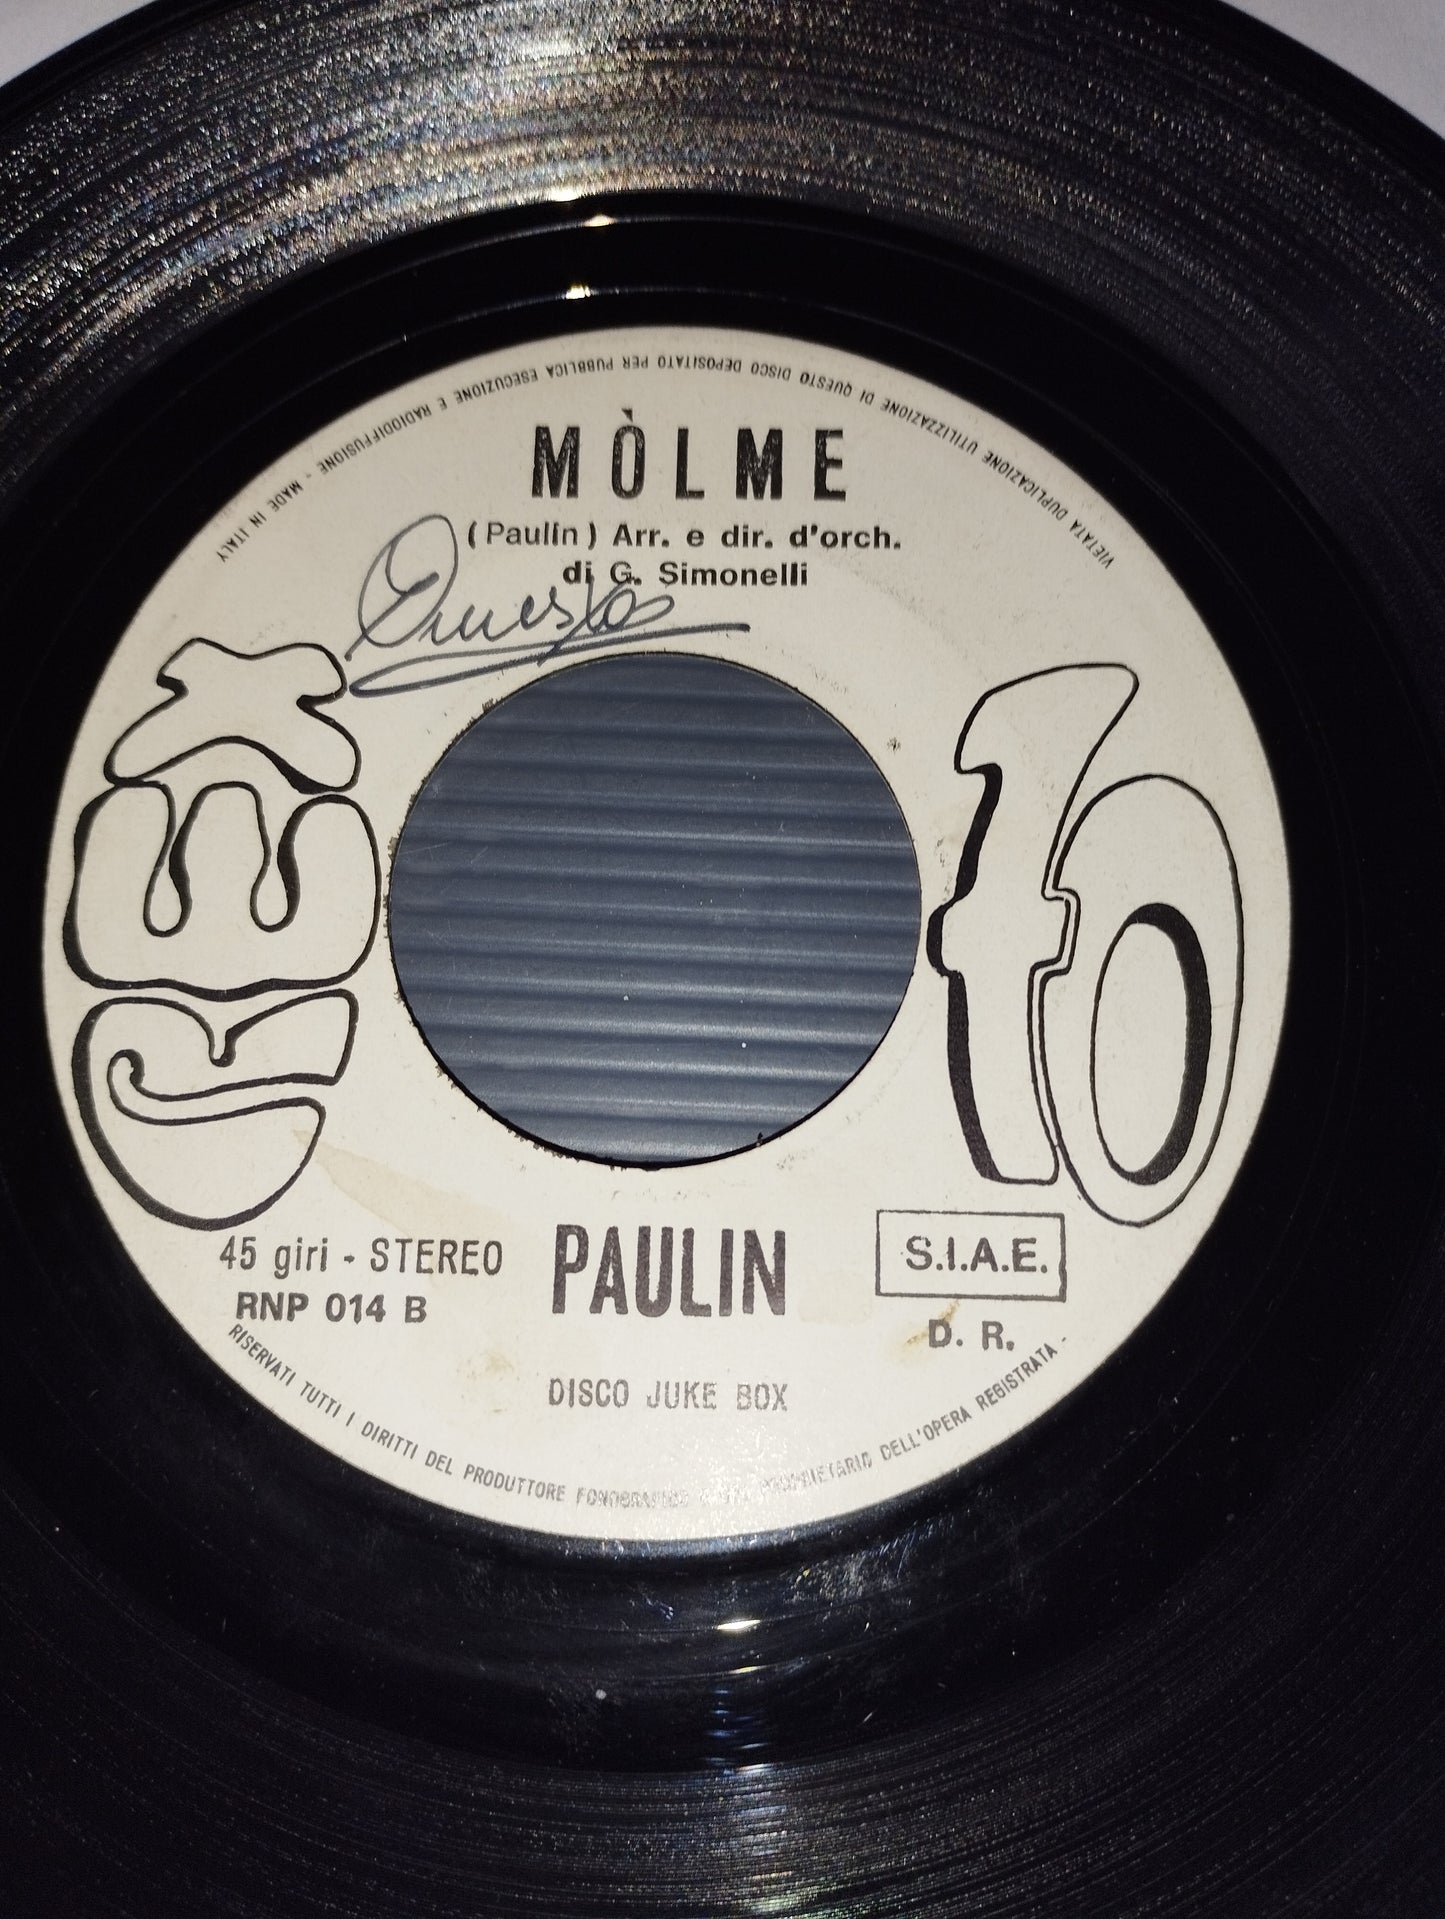 MÒLME
(Paulin) Arr. e dir. d'orch.
di G. Simonelli
Questo
GEX
10
45 giri - STEREO
RNP 014 B
PAULIN
S.I.A.E.
D. R.
DISCO JUKE BOX
RISERVATI TUTTI I DIRITTI DEL PRODUTTORE FONOGRAFICO PROPRIETARIO DELL'OPERA REGISTRATA -
VIETATA DUPLICAZIONE UTILIZZAZIONE DI QUESTO DISCO DEPOSITATO PER PUBBLICA ESECUZIONE E RADIODIFFUSIONE - MADE IN ITALY